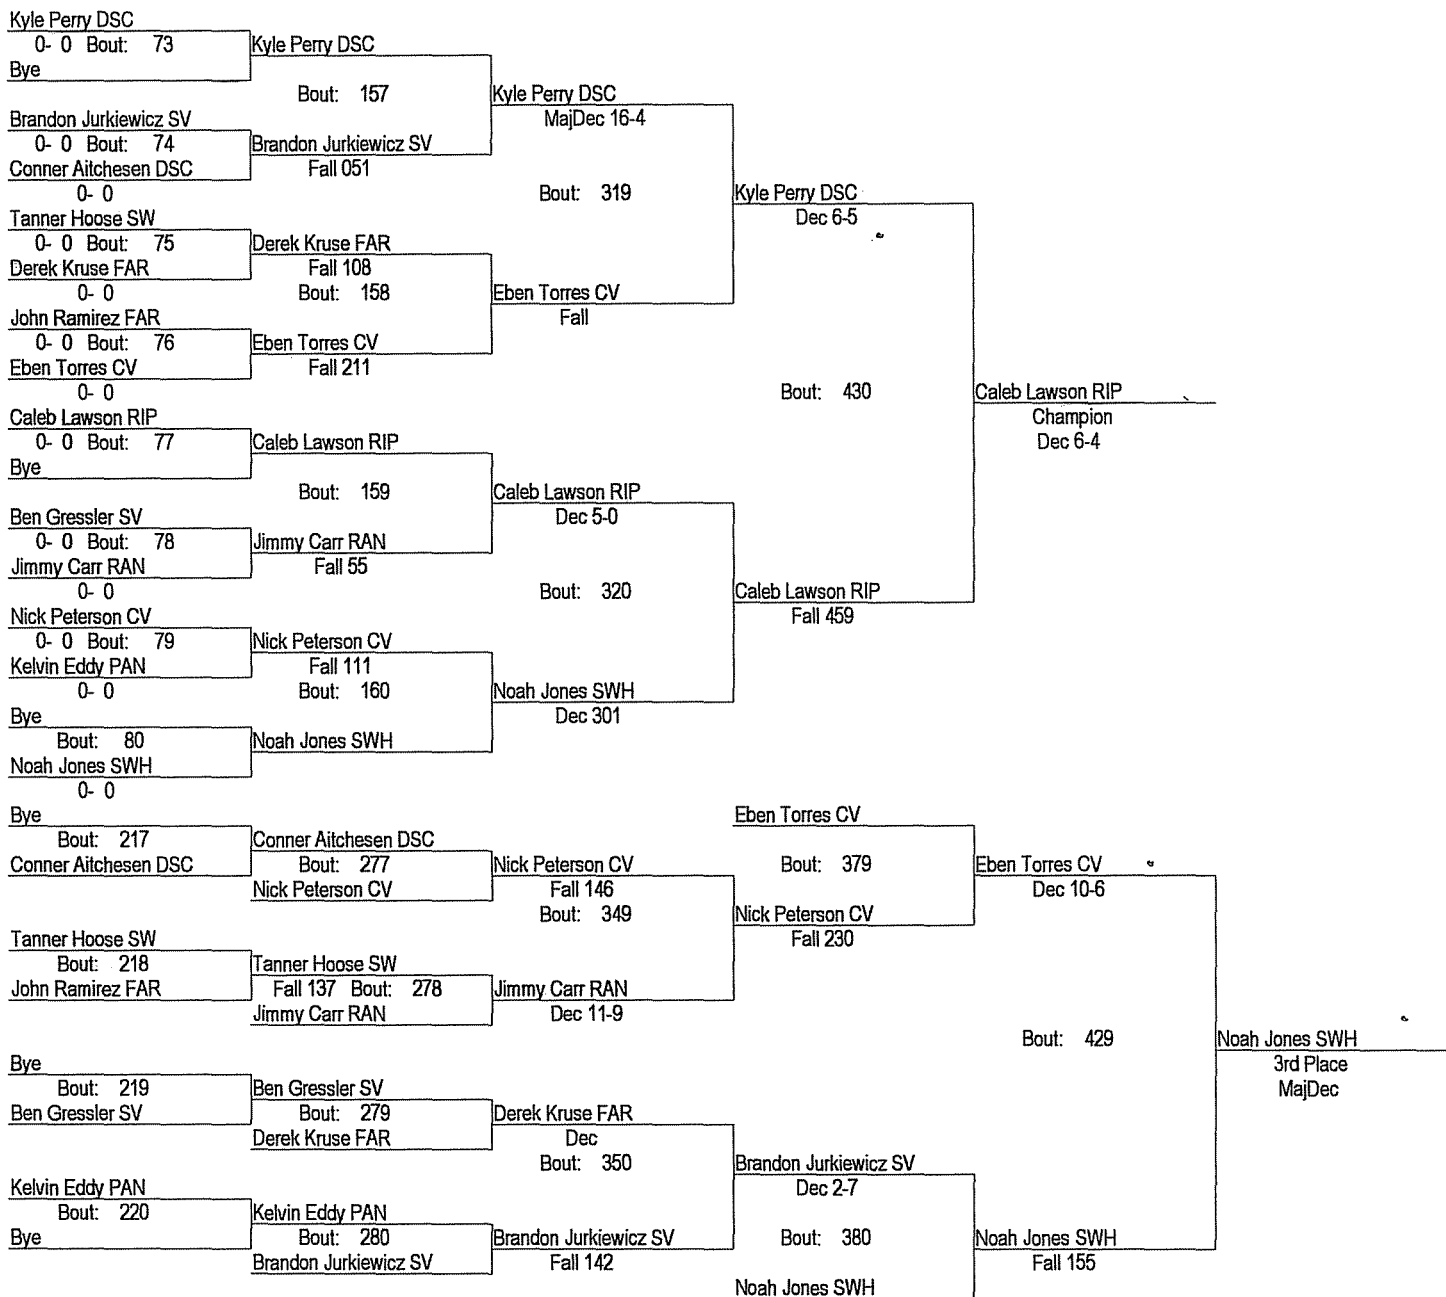 Kyle Perry DSC
0- 0 Bout: 73
Bye
Kyle Perry DSC
Bout: 157
Brandon Jurkiewicz SV
0- 0 Bout: 74
Conner Aitchesen DSC
0- 0
Brandon Jurkiewicz SV
Fall 051
Kyle Perry DSC
MajDec 16-4
Bout: 319
Tanner Hoose SW
0- 0 Bout: 75
Derek Kruse FAR
0- 0
Derek Kruse FAR
Fall 108
Bout: 158
John Ramirez FAR
0- 0 Bout: 76
Eben Torres CV
0- 0
Eben Torres CV
Fall 211
Eben Torres CV
Fall
Kyle Perry DSC
Dec 6-5
Bout: 430
Caleb Lawson RIP
Champion
Dec 6-4
Caleb Lawson RIP
0- 0 Bout: 77
Bye
Caleb Lawson RIP
Bout: 159
Ben Gressler SV
0- 0 Bout: 78
Jimmy Carr RAN
0- 0
Jimmy Carr RAN
Fall 55
Caleb Lawson RIP
Dec 5-0
Bout: 320
Caleb Lawson RIP
Fall 459
Nick Peterson CV
0- 0 Bout: 79
Kelvin Eddy PAN
0- 0
Nick Peterson CV
Fall 111
Bout: 160
Bye
Bout: 80
Noah Jones SWH
0- 0
Noah Jones SWH
Noah Jones SWH
Dec 301
Bye
Bout: 217
Conner Aitchesen DSC
Conner Aitchesen DSC
Bout: 277
Nick Peterson CV
Nick Peterson CV
Fall 146
Bout: 349
Tanner Hoose SW
Bout: 218
John Ramirez FAR
Tanner Hoose SW
Fall 137 Bout: 278
Jimmy Carr RAN
Jimmy Carr RAN
Dec 11-9
Eben Torres CV
Bout: 379
Nick Peterson CV
Fall 230
Eben Torres CV
Dec 10-6
Bout: 429
Noah Jones SWH
3rd Place
MajDec
Bye
Bout: 219
Ben Gressler SV
Ben Gressler SV
Bout: 279
Derek Kruse FAR
Derek Kruse FAR
Dec
Bout: 350
Kelvin Eddy PAN
Bout: 220
Bye
Kelvin Eddy PAN
Bout: 280
Brandon Jurkiewicz SV
Brandon Jurkiewicz SV
Fall 142
Brandon Jurkiewicz SV
Dec 2-7
Bout: 380
Noah Jones SWH
Noah Jones SWH
Fall 155